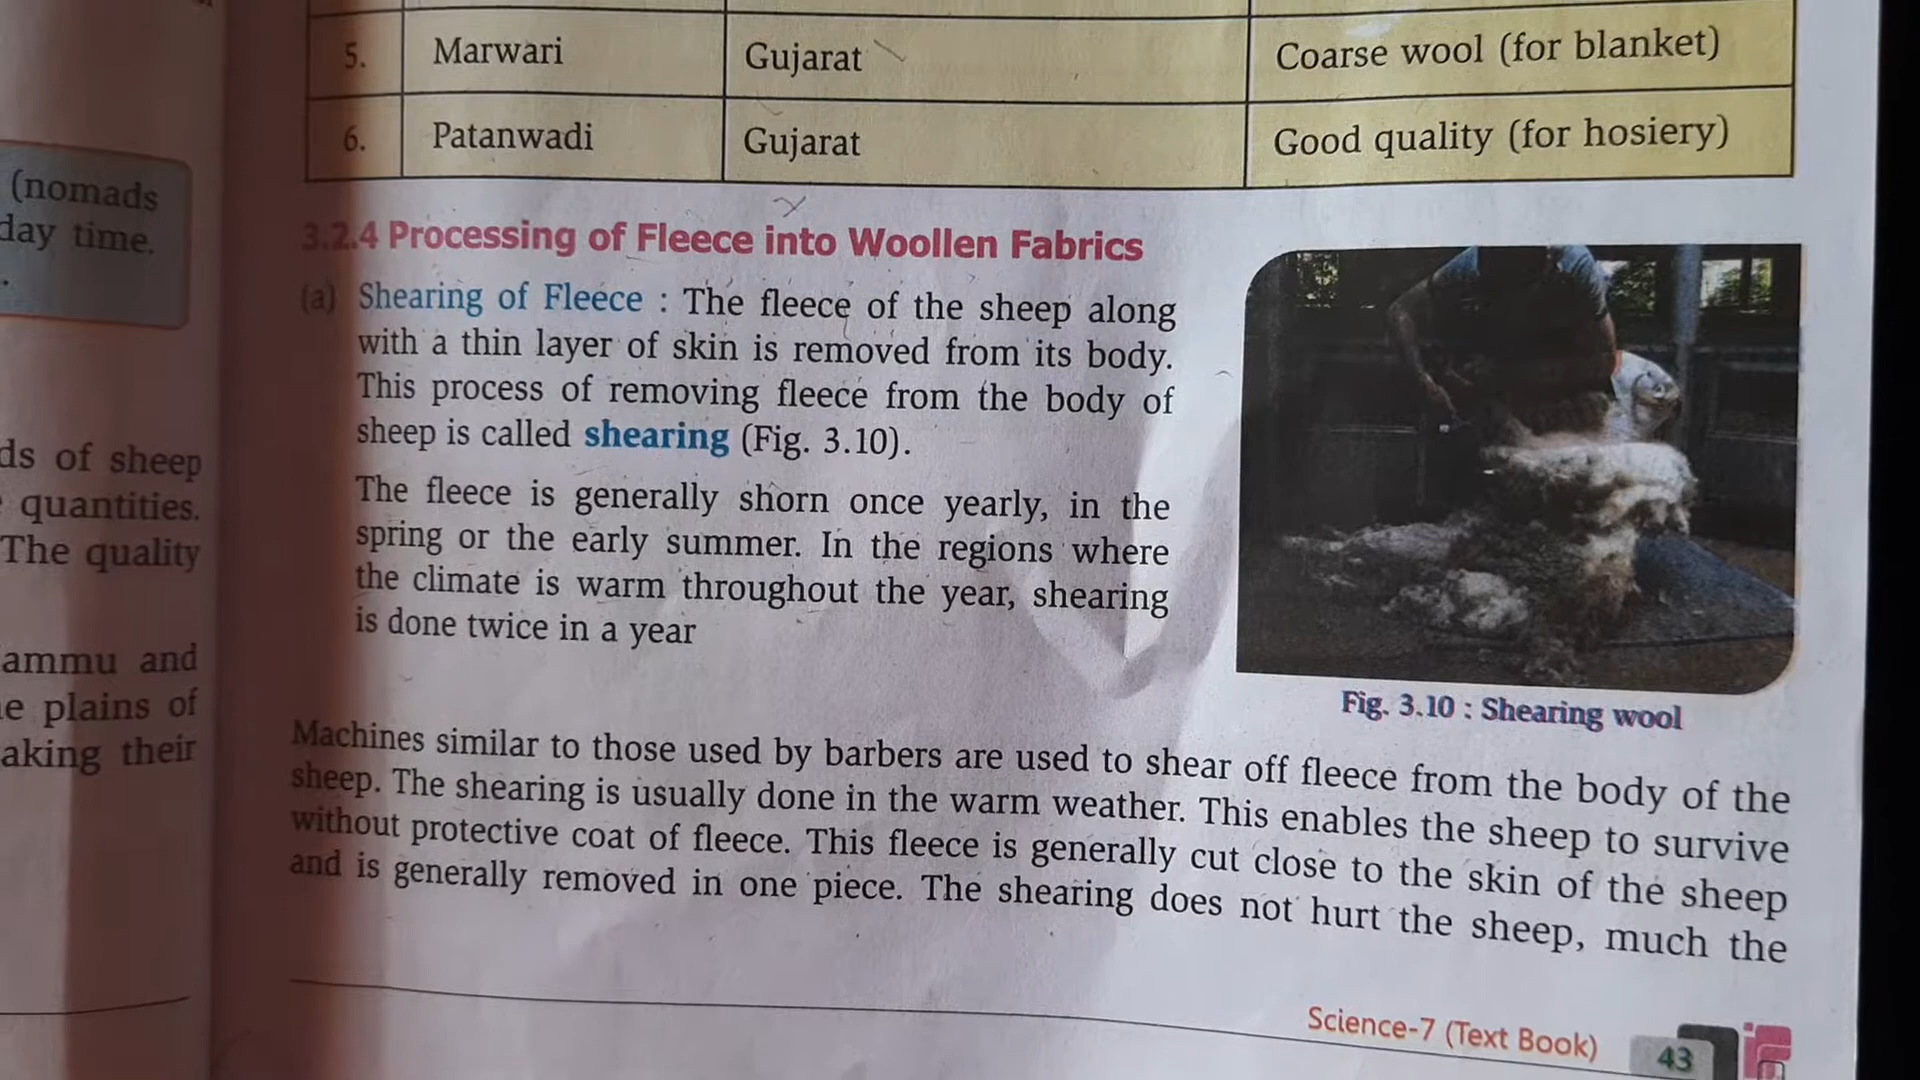 (nomads
day time.
ds of sheep
quantities.
The quality
ammu and
plains of
aking their
5. Marwari Gujarat Coarse wool (for blanket)
6. Patanwadi Gujarat Good quality (for hosiery)
3.2.4 Processing of Fleece into Woollen Fabrics
(a) Shearing of Fleece : The fleece of the sheep along
with a thin layer of skin is removed from its body.
This process of removing fleece from the body of
sheep is called shearing (Fig. 3.10).
The fleece is generally shorn once yearly, in the
spring or the early summer. In the regions where
the climate is warm throughout the year, shearing
is done twice in a year
Fig. 3.10 : Shearing wool
Machines similar to those used by barbers are used to shear off fleece from the body of the
sheep. The shearing is usually done in the warm weather. This enables the sheep to survive
without protective coat of fleece. This fleece is generally cut close to the skin of the sheep
and is generally removed in one piece. The shearing does not hurt the sheep, much the
Science-7 (Text Book) 43